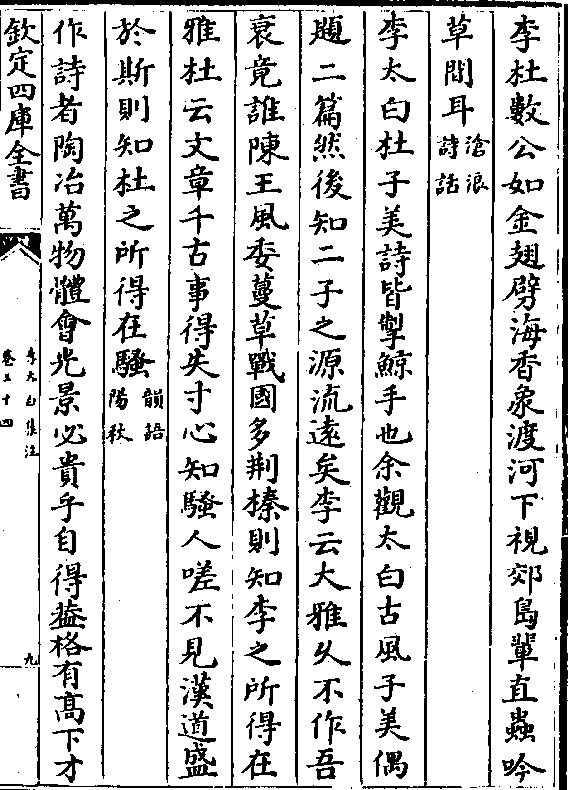 李杜數公如金翅劈海香象渡河下視郊島輩直蟲吟
草間耳滄浪詩話
李太白杜子美詩皆掣鯨手也余觀太白古風子美偶
題二篇然後知二子之源流遠矣李云大雅久不作吾
衰竟誰陳王風委蔓草戰國多荆榛則知李之所得在
雅杜云文章千古事得失寸心知騷人嗟不見漢道盛
於斯則知杜之所得在騷韻語陽秋
作詩者陶冶萬物體會光景必貴乎自得葢格有髙下才
欽定四庫全書
李太白集注
卷三十四
九